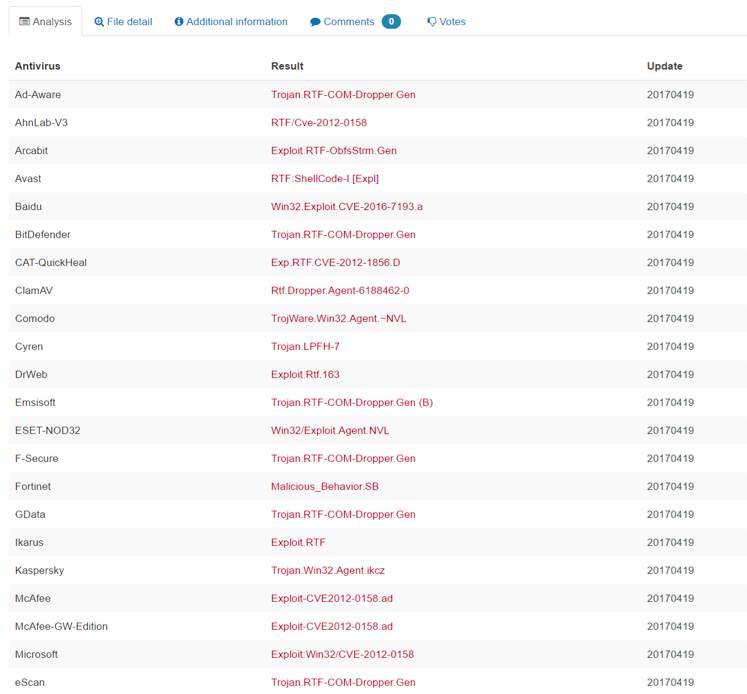 Analysis File detail Additional information Comments 0 Votes
Antivirus Result Update
Ad-Aware Trojan.RTF-COM-Dropper.Gen 20170419
AhnLab-V3 RTF/Cve-2012-0158 20170419
Arcabit Exploit.RTF-ObfsStrm.Gen 20170419
Avast RTF:ShellCode-I [Expl] 20170419
Baidu Win32.Exploit.CVE-2016-7193.a 20170419
BitDefender Trojan.RTF-COM-Dropper.Gen 20170419
CAT-QuickHeal Exp.RTF.CVE-2012-1856.D 20170419
ClamAV Rtf.Dropper.Agent-6188462-0 20170419
Comodo TrojWare.Win32.Agent.~NVL 20170419
Cyren Trojan.LPFH-7 20170419
DrWeb Exploit.Rtf.163 20170419
Emsisoft Trojan.RTF-COM-Dropper.Gen (B) 20170419
ESET-NOD32 Win32/Exploit.Agent.NVL 20170419
F-Secure Trojan.RTF-COM-Dropper.Gen 20170419
Fortinet Malicious_Behavior.SB 20170419
GData Trojan.RTF-COM-Dropper.Gen 20170419
Ikarus Exploit.RTF 20170419
Kaspersky Trojan.Win32.Agent.ikcz 20170419
McAfee Exploit-CVE2012-0158.ad 20170419
McAfee-GW-Edition Exploit-CVE2012-0158.ad 20170419
Microsoft Exploit:Win32/CVE-2012-0158 20170419
eScan Trojan.RTF-COM-Dropper.Gen 20170419